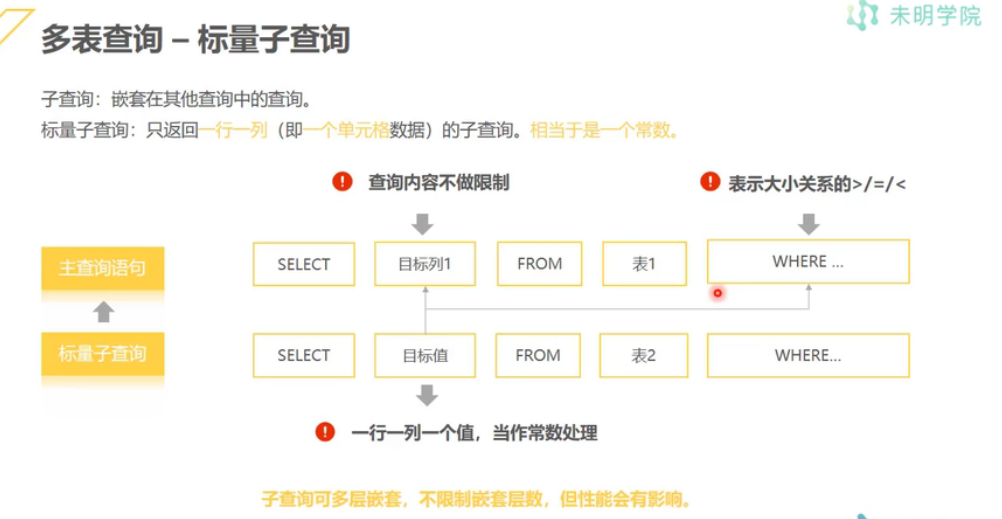 未明学院
多表查询 – 标量子查询
子查询：嵌套在其他查询中的查询。
标量子查询：只返回一行一列（即一个单元格数据）的子查询。相当于是一个常数。
! 查询内容不做限制
! 表示大小关系的>/=/<
主查询语句
SELECT
目标列1
FROM
表1
WHERE ...
标量子查询
SELECT
目标值
FROM
表2
WHERE...
! 一行一列一个值，当作常数处理
子查询可多层嵌套，不限制嵌套层数，但性能会有影响。